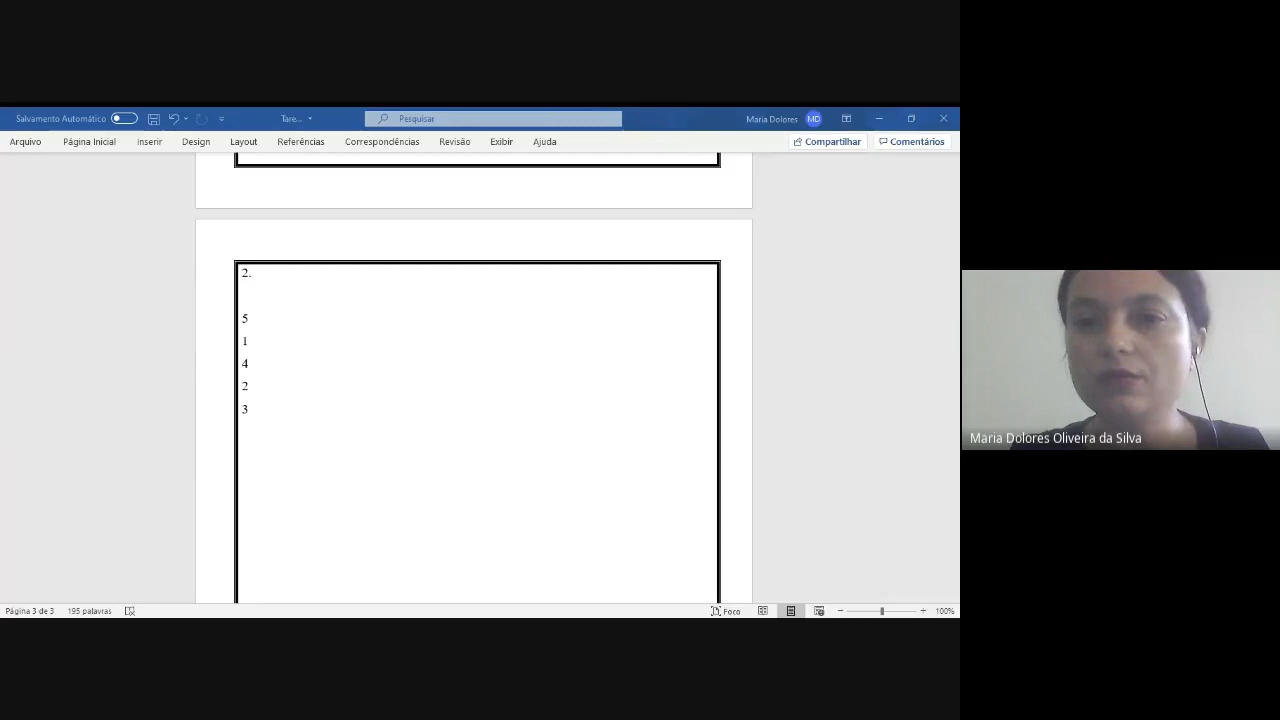 Salvamento Automático
Tare...
Pesquisar
Maria Dolores
MD
Arquivo
Página Inicial
Inserir
Design
Layout
Referências
Correspondências
Revisão
Exibir
Ajuda
Compartilhar
Comentários
2.
5
1
4
2
3
Maria Dolores Oliveira da Silva
Página 3 de 3
195 palavras
Foco
100%